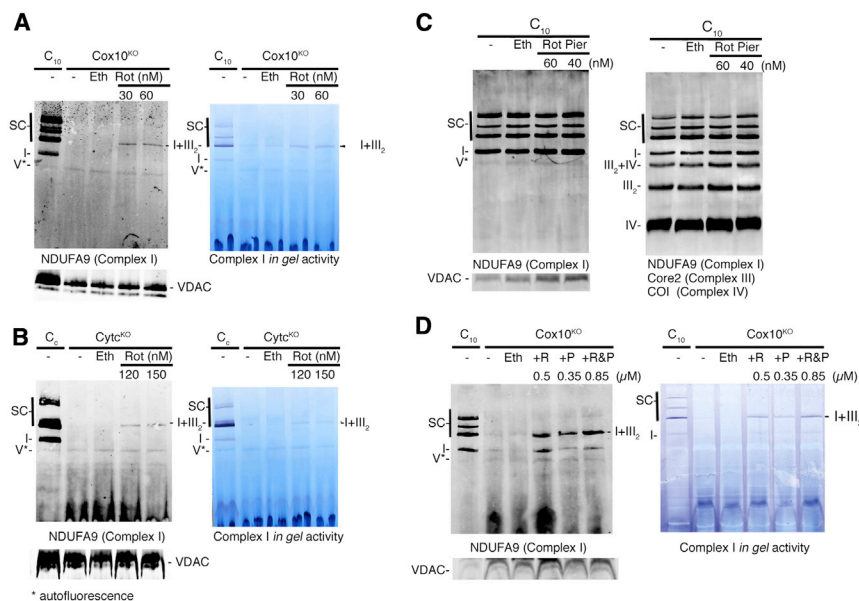 A
C10 Cox10KO
- - Eth Rot (nM)
30 60
SC-
I-
V*-
-I+III2-
NDUFA9 (Complex I)
- VDAC
C10 Cox10KO
- - Eth Rot (nM)
30 60
SC-
I-
V*-
I+III2
Complex I in gel activity
B
Cc CytcKO
- - Eth Rot (nM)
120 150
SC-
I-
V*-
-I+III2-
NDUFA9 (Complex I)
- VDAC
* autofluorescence
Cc CytcKO
- - Eth Rot (nM)
120 150
SC-
I-
V*-
-I+III2
Complex I in gel activity
C
C10
- Eth Rot Pier
60 40 (nM)
SC-
I-
V*
NDUFA9 (Complex I)
VDAC -
C10
- Eth Rot Pier
60 40 (nM)
SC-
I-
III2+IV-
III2-
IV-
NDUFA9 (Complex I)
Core2 (Complex III)
COI (Complex IV)
D
C10 Cox10KO
- - Eth +R +P +R&P
0.5 0.35 0.85 (µM)
SC-
I-
V*-
-I+III2
NDUFA9 (Complex I)
VDAC-
C10 Cox10KO
- - Eth +R +P +R&P
0.5 0.35 0.85 (µM)
SC-
I-
- I+III2
Complex I in gel activity